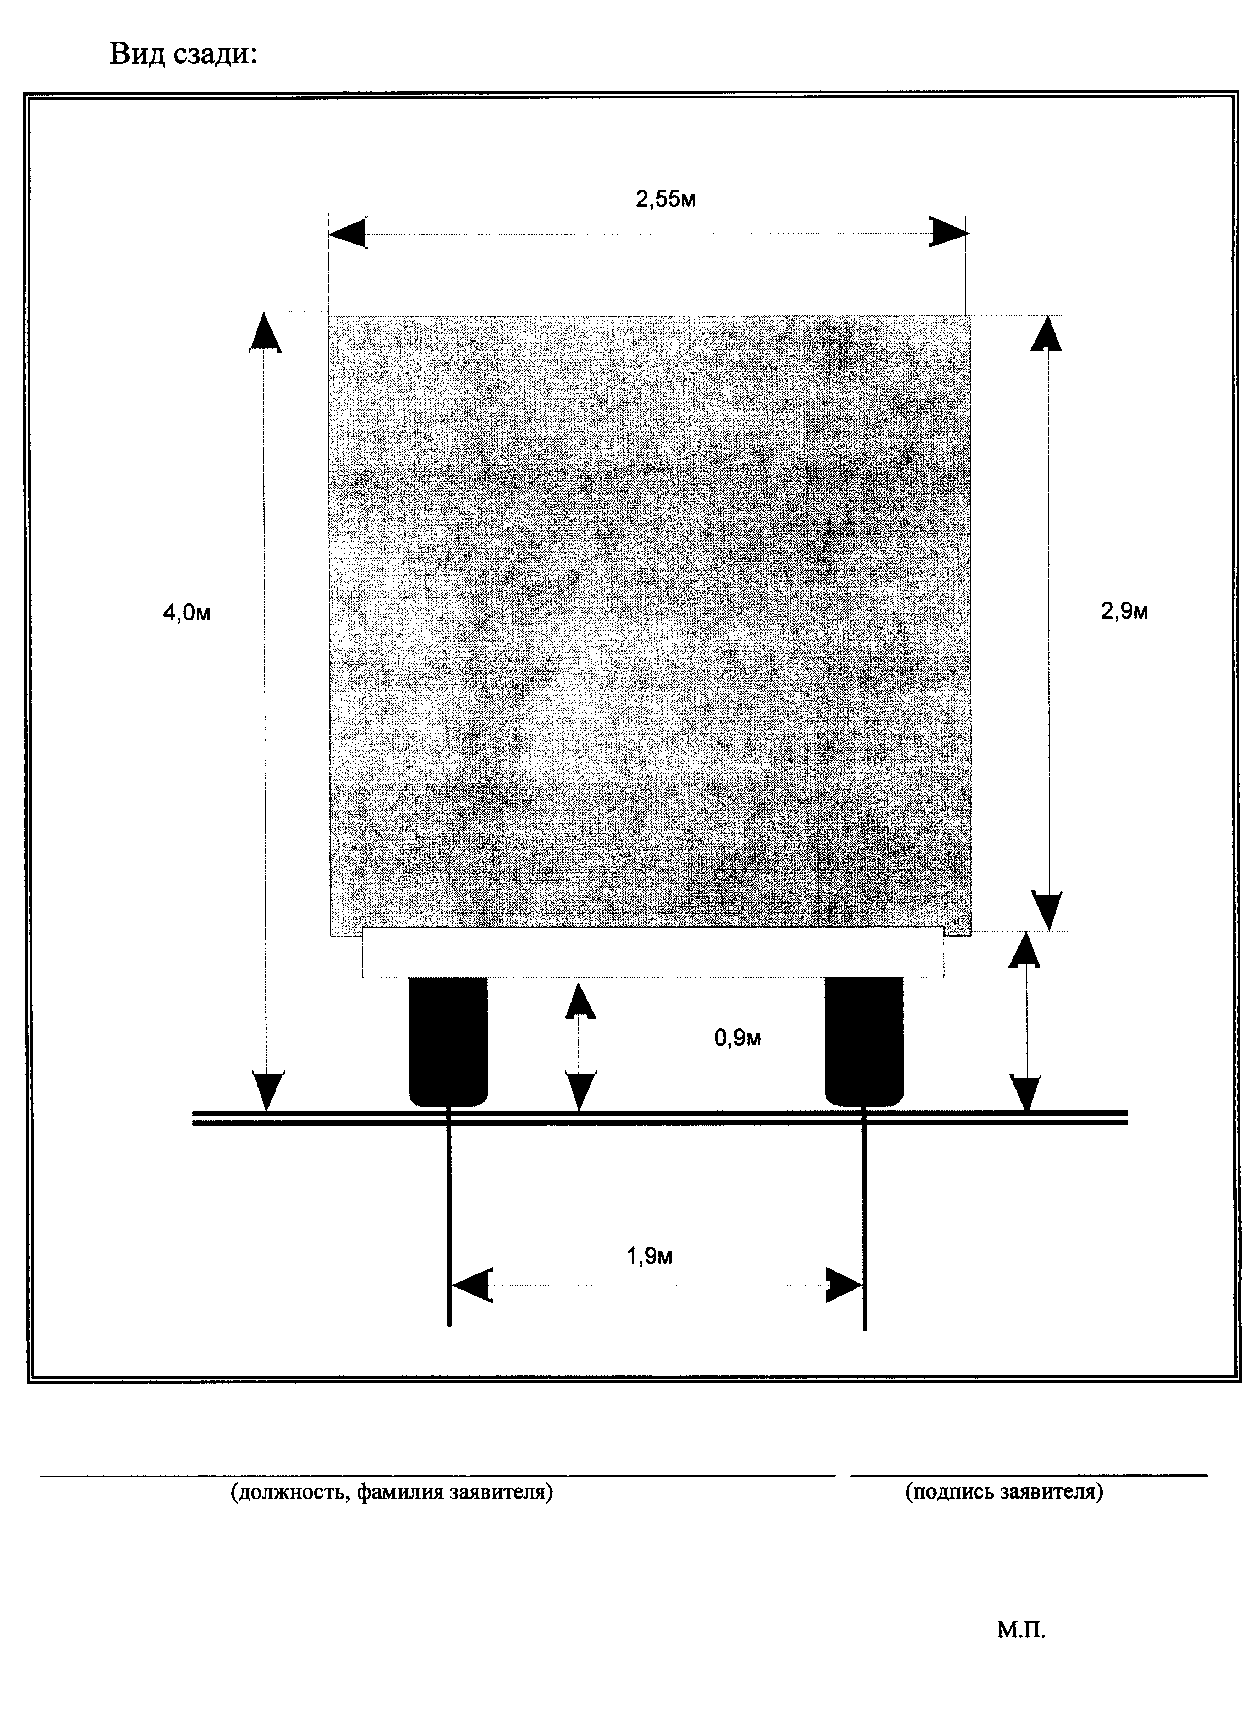 Вид сзади:
2,55м
4,0м
2,9м
0,9м
1,9м
(должность, фамилия заявителя)
(подпись заявителя)
М.П.